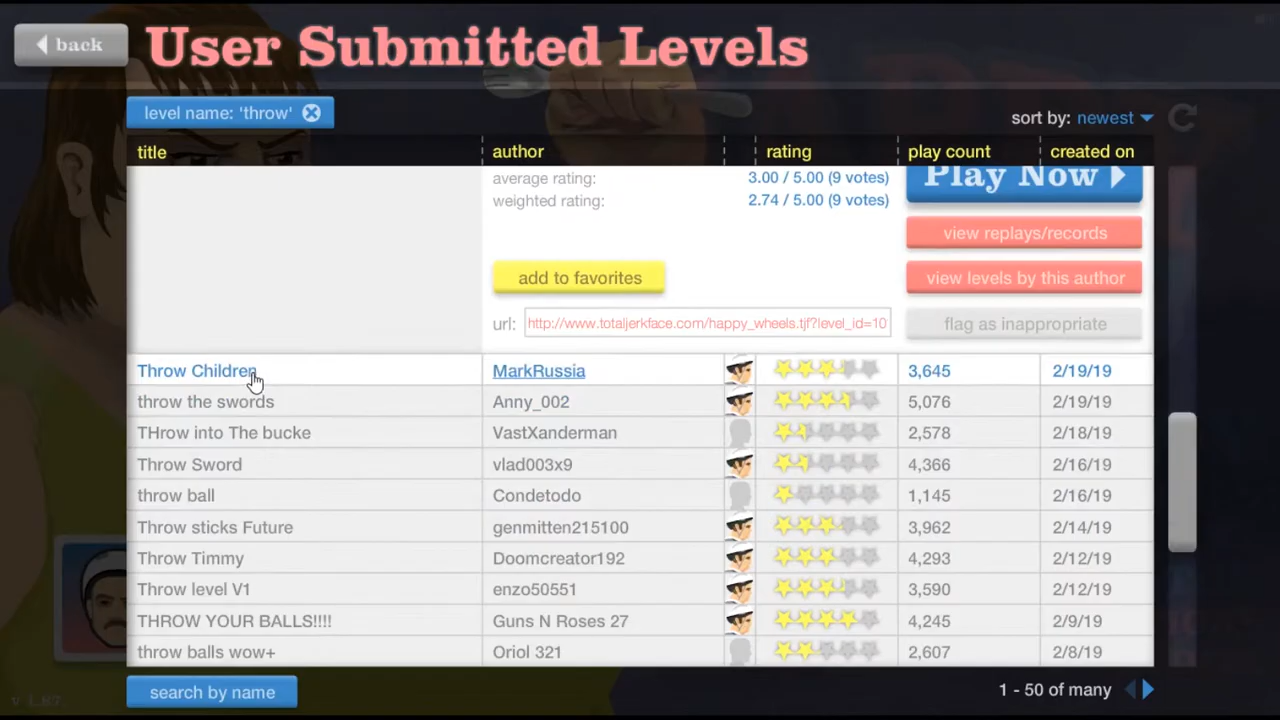 back
User Submitted Levels
level name: 'throw'
sort by: newest
title author rating play count created on
average rating: 3.00 / 5.00 (9 votes)
Play Now
weighted rating: 2.74 / 5.00 (9 votes)
view replays/records
add to favorites
view levels by this author
url: http://www.totaljerkface.com/happy_wheels.tjf?level_id=10
flag as inappropriate
Throw Children MarkRussia 3,645 2/19/19
throw the swords Anny_002 5,076 2/19/19
THrow into The bucke VastXanderman 2,578 2/18/19
Throw Sword vlad003x9 4,366 2/16/19
throw ball Condetodo 1,145 2/16/19
Throw sticks Future genmitten215100 3,962 2/14/19
Throw Timmy Doomcreator192 4,293 2/12/19
Throw level V1 enzo50551 3,590 2/12/19
THROW YOUR BALLS!!!! Guns N Roses 27 4,245 2/9/19
throw balls wow+ Oriol 321 2,607 2/8/19
search by name
1 - 50 of many
v 1.87